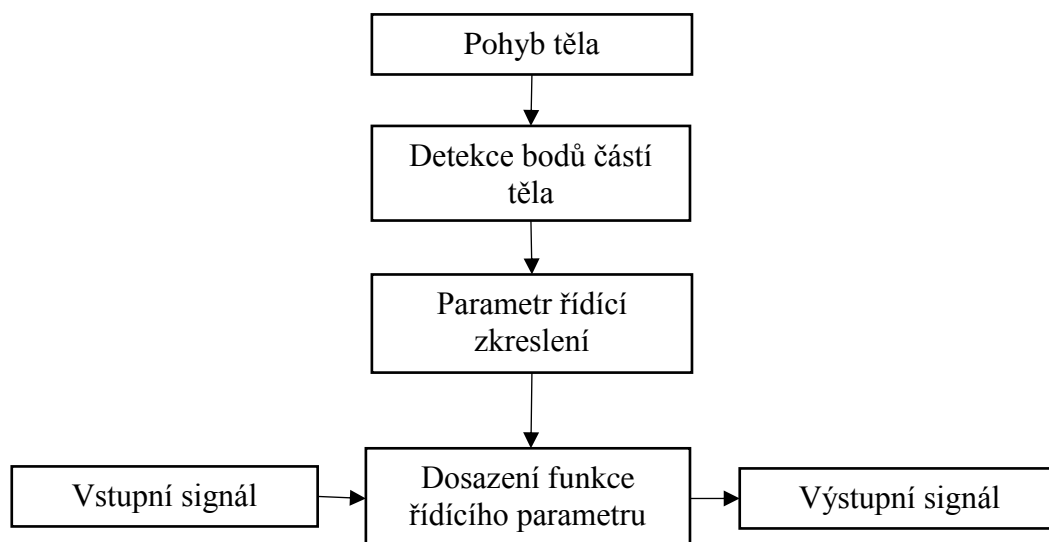 Pohyb těla
Detekce bodů částí
těla
Parametr řídící
zkreslení
Vstupní signál
Dosazení funkce
řídícího parametru
Výstupní signál